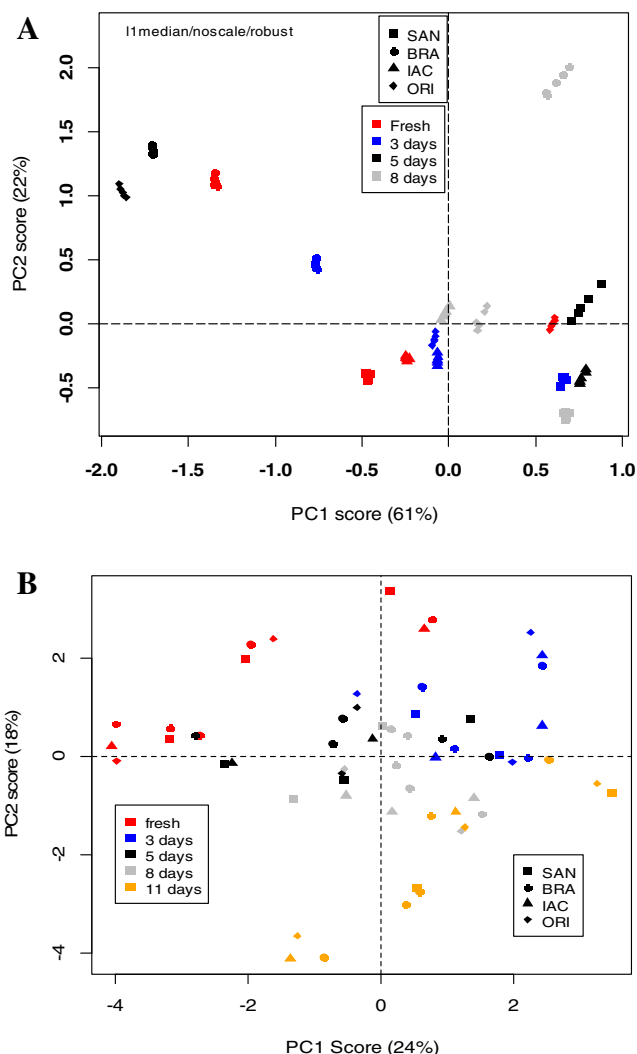 A
l1median/noscale/robust
SAN
BRA
IAC
ORI
Fresh
3 days
5 days
8 days
PC2 score (22%)
2.0
1.5
1.0
0.5
0.0
-0.5
-2.0 -1.5 -1.0 -0.5 0.0 0.5 1.0
PC1 score (61%)
B
PC2 score (18%)
2
0
-2
-4
fresh
3 days
5 days
8 days
11 days
SAN
BRA
IAC
ORI
-4 -2 0 2
PC1 Score (24%)